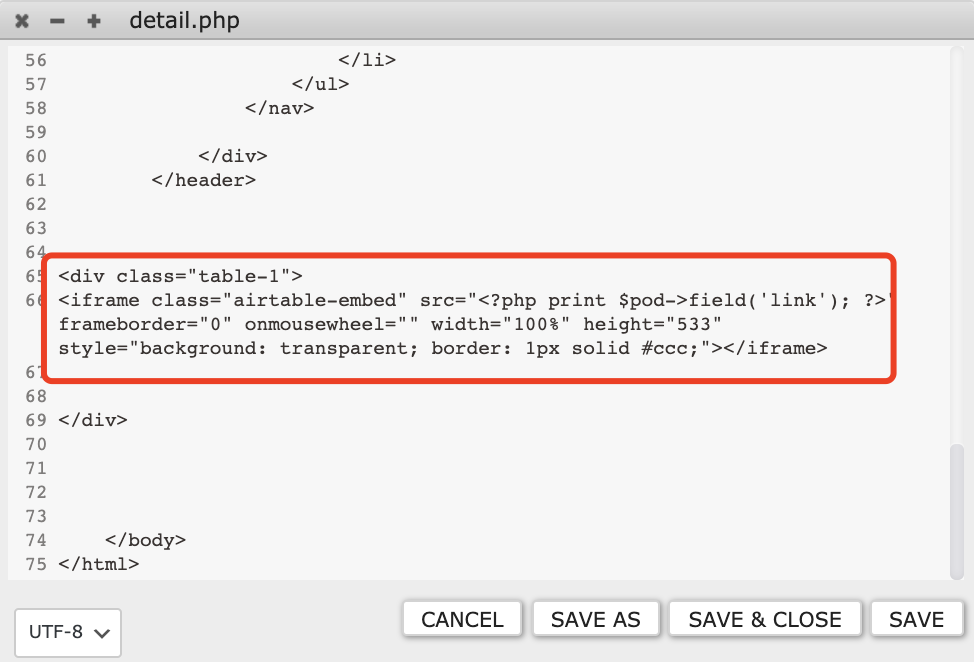 detail.php
56 </li>
57 </ul>
58 </nav>
59
60 </div>
61 </header>
62
63
64
65 <div class="table-1">
66 <iframe class="airtable-embed" src="<?php print $pod->field('link'); ?>"
frameborder="0" onmousewheel="" width="100%" height="533"
style="background: transparent; border: 1px solid #ccc;"></iframe>
67
68
69 </div>
70
71
72
73
74 </body>
75 </html>
UTF-8 CANCEL SAVE AS SAVE & CLOSE SAVE